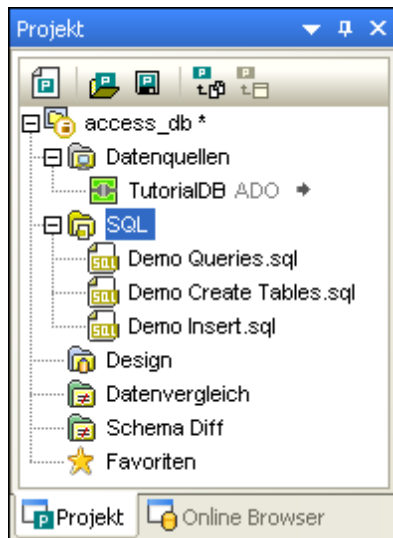 Projekt
access_db *
Datenquellen
TutorialDB ADO
SQL
Demo Queries.sql
Demo Create Tables.sql
Demo Insert.sql
Design
Datenvergleich
Schema Diff
Favoriten
Projekt Online Browser